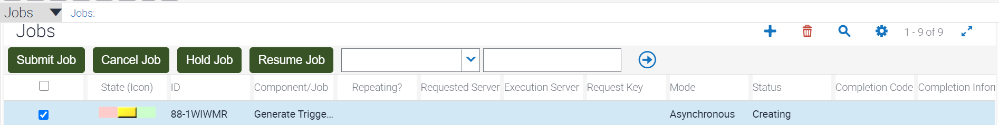 Jobs Jobs:
Jobs 1 - 9 of 9
Submit Job Cancel Job Hold Job Resume Job
State (Icon) ID Component/Job Repeating? Requested Server Execution Server Request Key Mode Status Completion Code Completion Infor
88-1WIWMR Generate Trigge... Asynchronous Creating